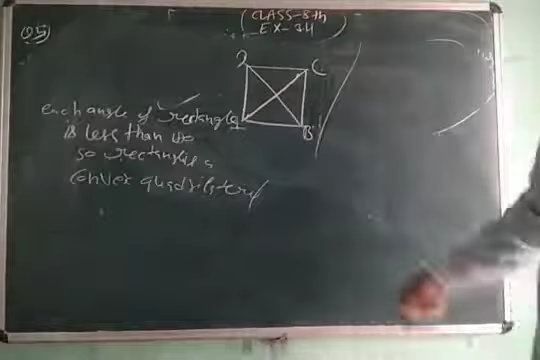 CLASS-8th
EX-3.4
Q5
D C
B
each angle of rectangle
is less than 180
so rectangle is a
convex quadrilateral